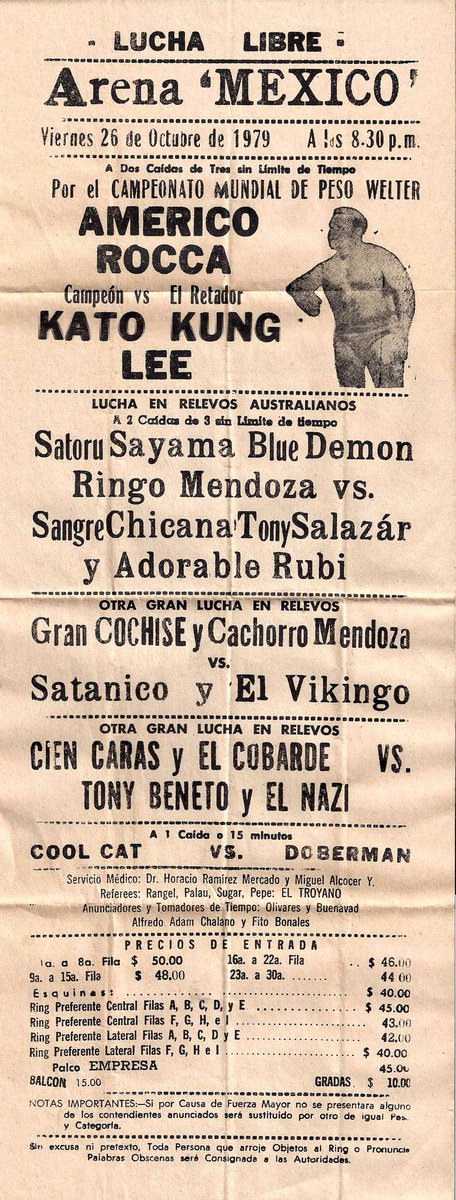 - LUCHA LIBRE -
Arena 'MEXICO'
Viernes 26 de Octubre de 1979 A las 8.30 p.m.
A Dos Caídas de Tres sin Límite de Tiempo
Por el CAMPEONATO MUNDIAL DE PESO WELTER
AMERICO
ROCCA
Campeón vs El Retador
KATO KUNG
LEE
LUCHA EN RELEVOS AUSTRALIANOS
A 2 Caídas de 3 sin Límite de tiempo
Satoru Sayama Blue Demon
Ringo Mendoza vs.
Sangre Chicana, Tony Salazár
y Adorable Rubi
OTRA GRAN LUCHA EN RELEVOS
Gran COCHISE y Cachorro Mendoza
vs.
Satanico y El Vikingo
OTRA GRAN LUCHA EN RELEVOS
CIEN CARAS y EL COBARDE VS.
TONY BENETO y EL NAZI
A 1 Caída o 15 minutos
COOL CAT VS. DOBERMAN
Servicio Médico: Dr. Horacio Ramírez Mercado y Miguel Alcocer Y.
Referees: Rangel, Palau, Sugar, Pepe: EL TROYANO
Anunciadores y Tomadores de Tiempo: Olivares y Buenavad
Alfredo Adam Chalano y Fito Bonales
PRECIOS DE ENTRADA
1a. a 8a. Fila $ 50.00 16a. a 22a. Fila .. $ 46.00
9a. a 15a. Fila $ 48.00 23a. a 30a. ....... 44 00
Esquinas: ........ $ 40.00
Ring Preferente Central Filas A, B, C, D, y E ........ $ 45.00
Ring Preferente Central Filas F, G, H, e I ........ 43.00
Ring Preferente Lateral Filas A, B, C, D y E ........ 42.00
Ring Preferente Lateral Filas F, G H e I ........ $ 40.00
Palco EMPRESA 45.00
BALCON 15.00 GRADAS. $ 10.00
NOTAS IMPORTANTES:—Si por Causa de Fuerza Mayor no se presentara alguno
de los contendientes anunciados será sustituido por otro de igual Peso
y Categoría.
Sin excusa ni pretexto, Toda Persona que arroje Objetos al Ring o Pronuncie
Palabras Obscenas será Consignada a las Autoridades.